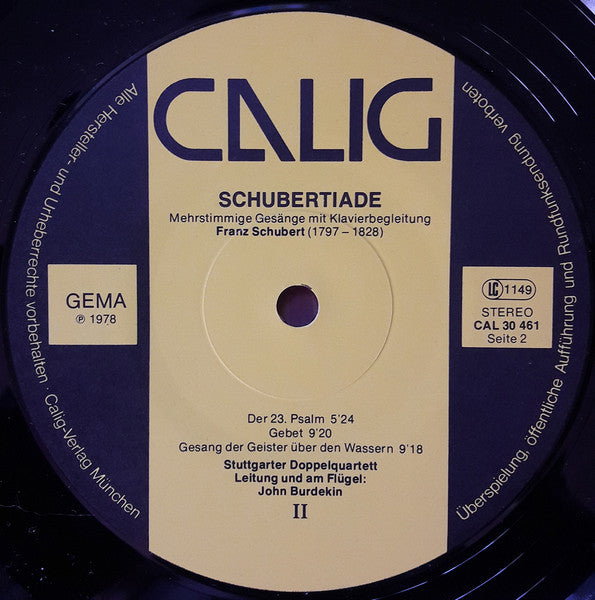 CALIG
SCHUBERTIADE
Mehrstimmige Gesänge mit Klavierbegleitung
Franz Schubert (1797 – 1828)
GEMA
℗ 1978
LC 1149
STEREO
CAL 30 461
Seite 2
Der 23. Psalm 5'24
Gebet 9'20
Gesang der Geister über den Wassern 9'18
Stuttgarter Doppelquartett
Leitung und am Flügel:
John Burdekin
II
Alle Hersteller- und Urheberrechte vorbehalten · Calig-Verlag München
Überspielung, öffentliche Aufführung und Rundfunksendung verboten